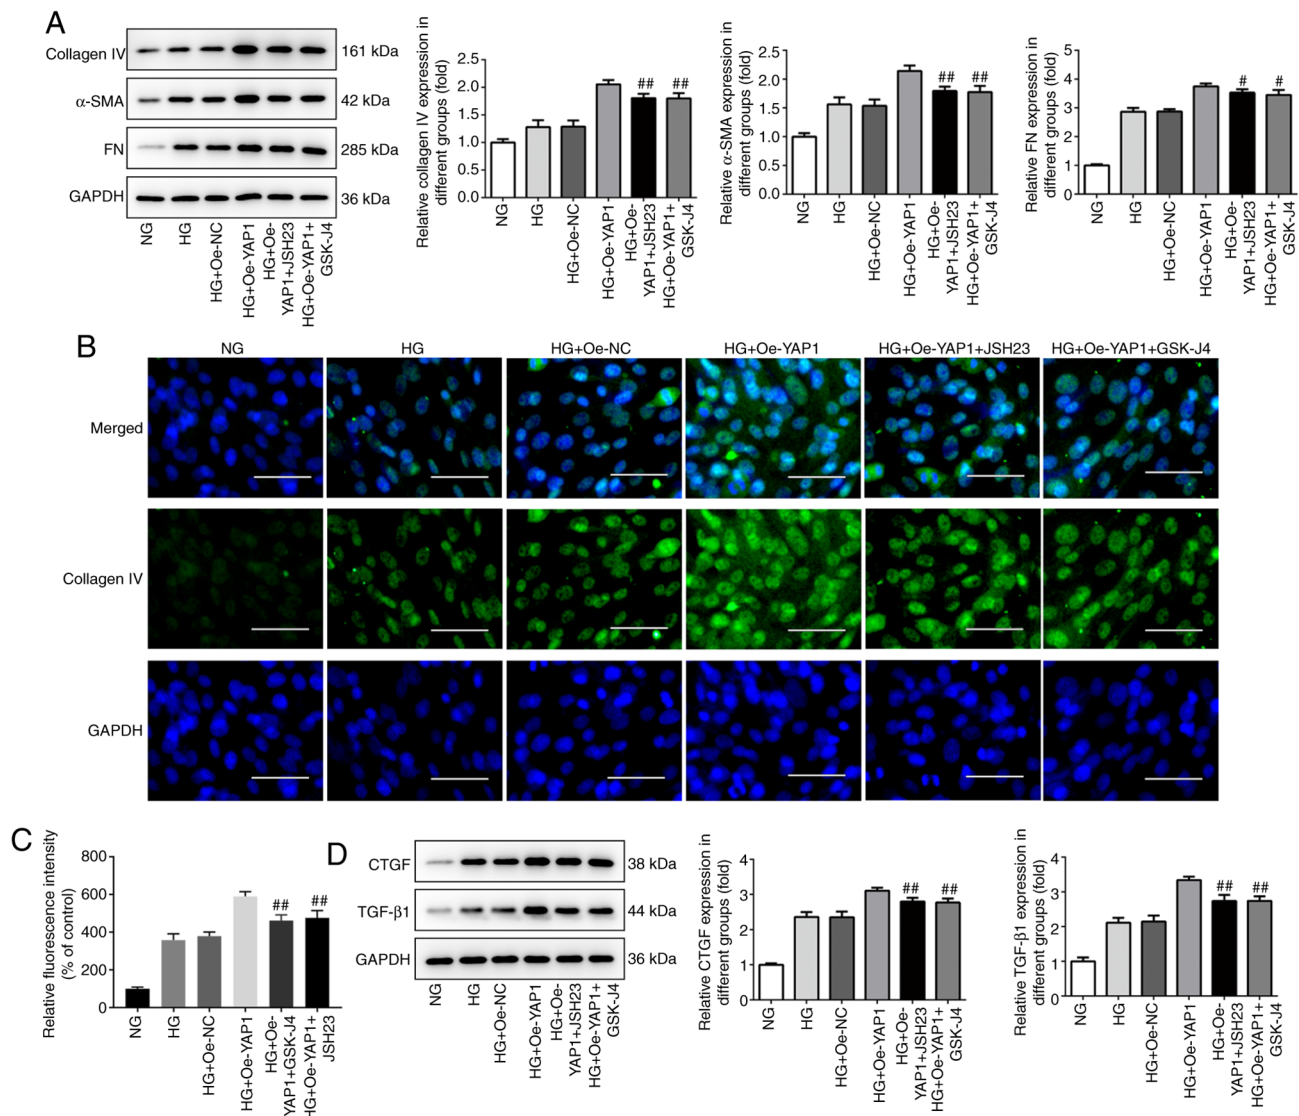 A
Collagen IV
161 kDa
α-SMA
42 kDa
FN
285 kDa
GAPDH
36 kDa
NG
HG
HG+Oe-NC
HG+Oe-YAP1
HG+Oe-
YAP1+JSH23
HG+Oe-YAP1+
GSK-J4
Relative collagen IV expression in
different groups (fold)
2.5
2.0
1.5
1.0
0.5
0.0
##
##
NG
HG
HG+Oe-NC
HG+Oe-YAP1
HG+Oe-
YAP1+JSH23
HG+Oe-YAP1+
GSK-J4
Relative α-SMA expression in
different groups (fold)
2.5
2.0
1.5
1.0
0.5
0.0
##
##
NG
HG
HG+Oe-NC
HG+Oe-YAP1
HG+Oe-
YAP1+JSH23
HG+Oe-YAP1+
GSK-J4
Relative FN expression in
different groups (fold)
5
4
3
2
1
0
#
#
NG
HG
HG+Oe-NC
HG+Oe-YAP1
HG+Oe-
YAP1+JSH23
HG+Oe-YAP1+
GSK-J4
B
NG
HG
HG+Oe-NC
HG+Oe-YAP1
HG+Oe-YAP1+JSH23
HG+Oe-YAP1+GSK-J4
Merged
Collagen IV
GAPDH
C
Relative fluorescence intensity
(% of control)
800
600
400
200
0
##
##
NG
HG
HG+Oe-NC
HG+Oe-YAP1
HG+Oe-
YAP1+GSK-J4
HG+Oe-YAP1+
JSH23
D
CTGF
38 kDa
TGF-β1
44 kDa
GAPDH
36 kDa
NG
HG
HG+Oe-NC
HG+Oe-YAP1
HG+Oe-
YAP1+JSH23
HG+Oe-YAP1+
GSK-J4
Relative CTGF expression in
different groups (fold)
4
3
2
1
0
##
##
NG
HG
HG+Oe-NC
HG+Oe-YAP1
HG+Oe-
YAP1+JSH23
HG+Oe-YAP1+
GSK-J4
Relative TGF-β1 expression in
different groups (fold)
4
3
2
1
0
##
##
NG
HG
HG+Oe-NC
HG+Oe-YAP1
HG+Oe-
YAP1+JSH23
HG+Oe-YAP1+
GSK-J4